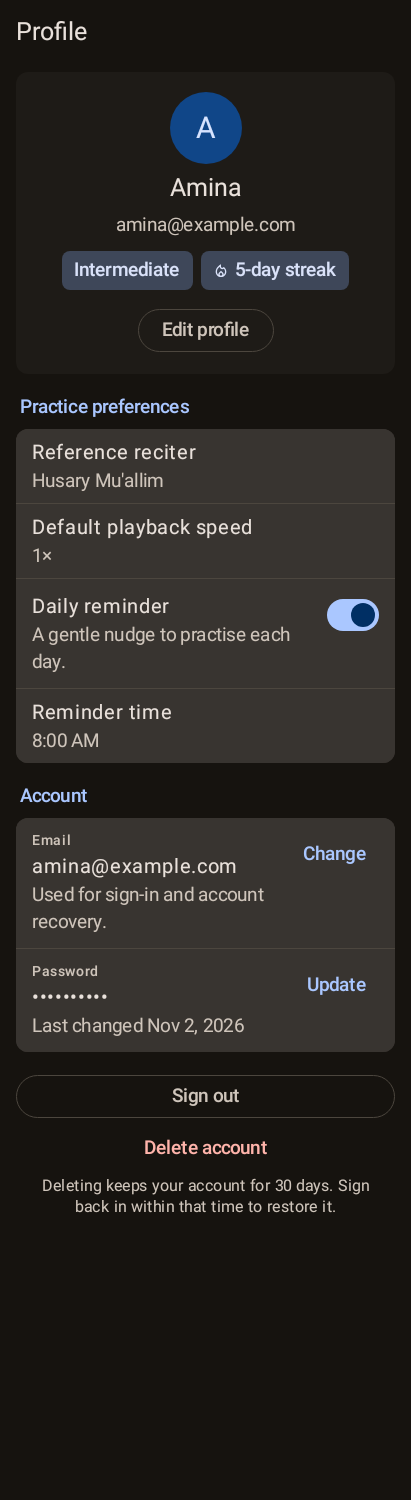 Profile
A
Amina
amina@example.com
Intermediate
5-day streak
Edit profile
Practice preferences
Reference reciter
Husary Mu'allim
Default playback speed
1×
Daily reminder
A gentle nudge to practise each
day.
Reminder time
8:00 AM
Account
Email
amina@example.com
Change
Used for sign-in and account
recovery.
Password
••••••••••
Update
Last changed Nov 2, 2026
Sign out
Delete account
Deleting keeps your account for 30 days. Sign
back in within that time to restore it.